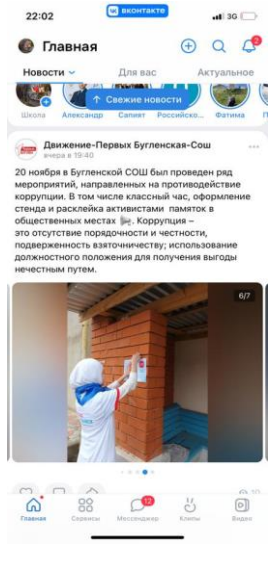 22:02
ВКОНТАКТЕ
3G
Главная
2
Новости
Для вас
Актуальное
↑ Свежие новости
Школа
Александр
Сапият
Российско...
Фатима
Движение-Первых Бугленская-Сош
вчера в 19:40
20 ноября в Бугленской СОШ был проведен ряд
мероприятий, направленных на противодействие
коррупции. В том числе классный час, оформление
стенда и расклейка активистами памяток в
общественных местах
Коррупция –
это отсутствие порядочности и честности,
подверженность взяточничеству; использование
должностного положения для получения выгоды
нечестным путем.
6/7
12
Главная
Сервисы
Мессенджер
Клипы
Видео